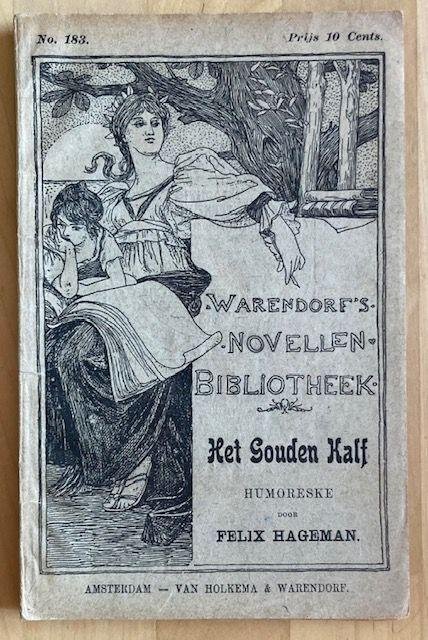 No. 183. Prijs 10 Cents.
·WARENDORF'S·
·NOVELLEN·
BIBLIOTHEEK·
Het Gouden Kalf
HUMORESKE
DOOR
FELIX HAGEMAN.
AMSTERDAM — VAN HOLKEMA & WARENDORF.